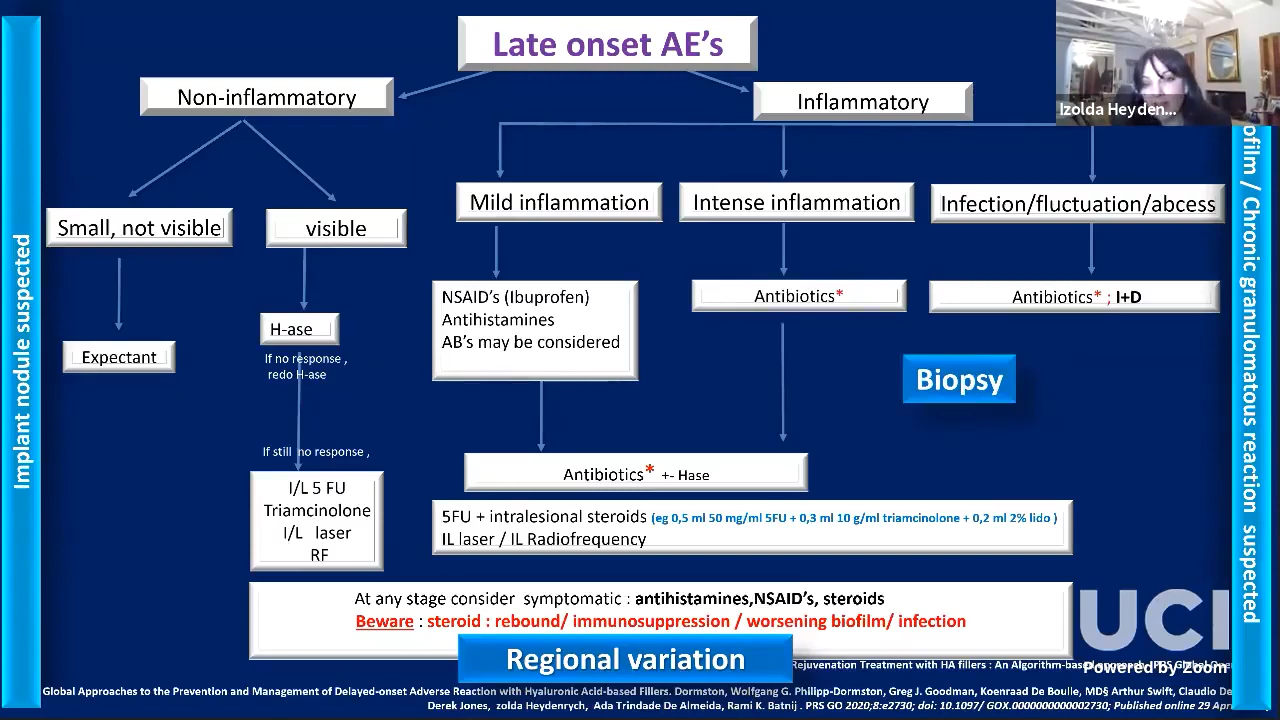 Late onset AE's
Izolda Heyden...
Non-inflammatory
Inflammatory
Small, not visible
visible
Mild inflammation
Intense inflammation
Infection/fluctuation/abcess
Expectant
H-ase
If no response ,
redo H-ase
If still no response ,
I/L 5 FU
Triamcinolone
I/L laser
RF
NSAID's (Ibuprofen)
Antihistamines
AB's may be considered
Antibiotics*
Antibiotics* ; I+D
Biopsy
Antibiotics* +- Hase
5FU + intralesional steroids (eg 0,5 ml 50 mg/ml 5FU + 0,3 ml 10 g/ml triamcinolone + 0,2 ml 2% lido )
IL laser / IL Radiofrequency
At any stage consider symptomatic : antihistamines,NSAID's, steroids
Beware : steroid : rebound/ immunosuppression / worsening biofilm/ infection
Regional variation
Implant nodule suspected
ofilm / Chronic granulomatous reaction suspected
UCI
Powered by Zoom
Rejuvenation Treatment with HA fillers : An Algorithm-based approach. PRS Global
Global Approaches to the Prevention and Management of Delayed-onset Adverse Reaction with Hyaluronic Acid-based Fillers. Dormston, Wolfgang G. Philipp-Dormston, Greg J. Goodman, Koenraad De Boulle, MD§ Arthur Swift, Claudio De
Derek Jones, zolda Heydenrych, Ada Trindade De Almeida, Rami K. Batnij . PRS GO 2020;8:e2730; doi: 10.1097/ GOX.0000000000002730; Published online 29 Apr